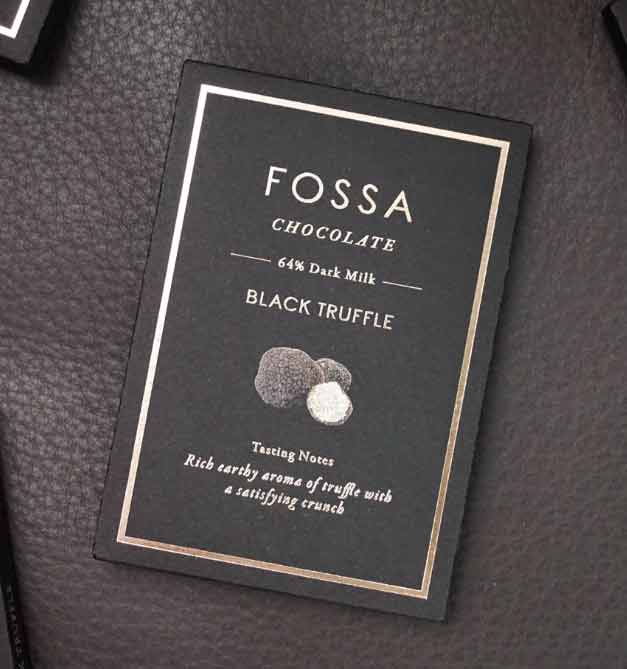 FOSSA
CHOCOLATE
64% Dark Milk
BLACK TRUFFLE
Tasting Notes
Rich earthy aroma of truffle with
a satisfying crunch